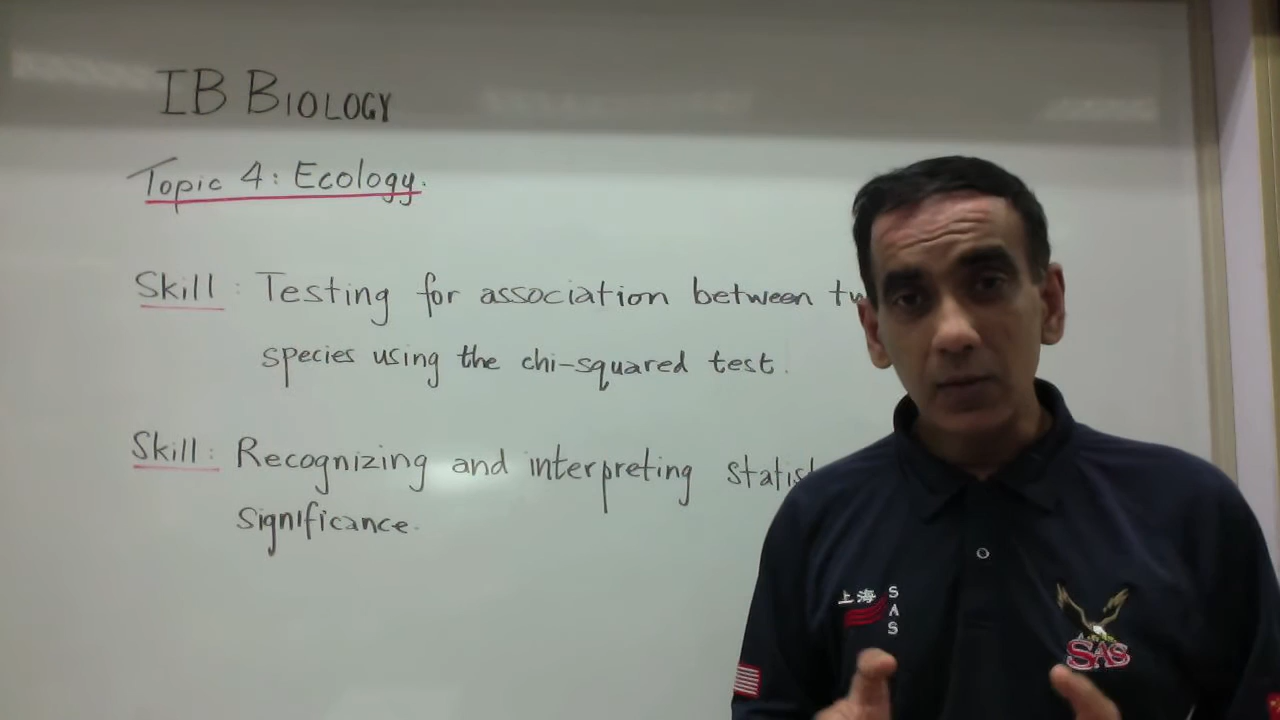 IB BIOLOGY
Topic 4: Ecology.
Skill: Testing for association between
species using the chi-squared test.
Skill: Recognizing and interpreting
significance.
上海
SAS
SAS